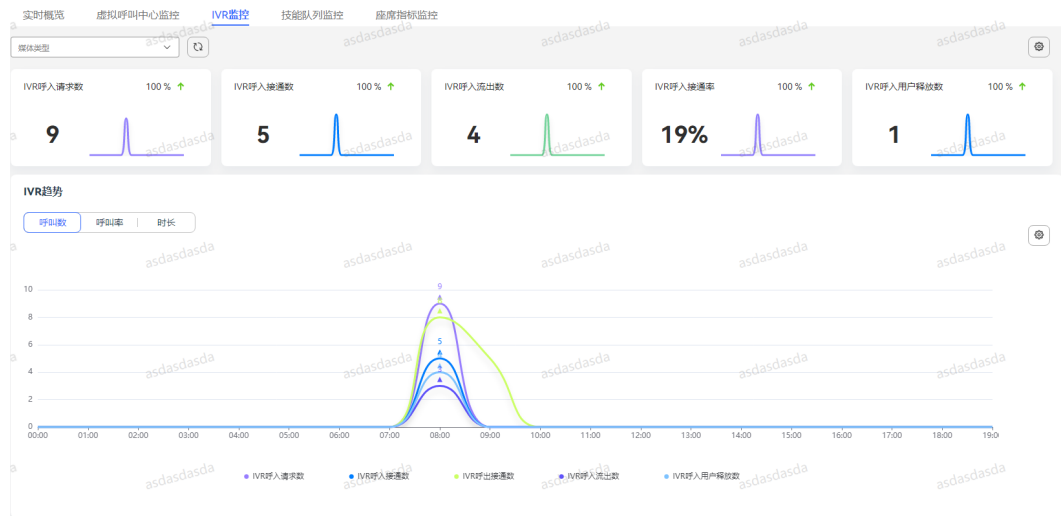 实时概览 虚拟呼叫中心监控 IVR监控 技能队列监控 座席指标监控
媒体类型
IVR呼入请求数 100 % IVR呼入接通数 100 % IVR呼入流出数 100 % IVR呼入接通率 100 % IVR呼入用户释放数 100 %
9 5 4 19% 1
IVR趋势
呼叫数 呼叫率 时长
asdasdasda asdasdasda asdasdasda asdasdasda asdasdasda
10
9
8
6
5
4
2
0
00:00 01:00 02:00 03:00 04:00 05:00 06:00 07:00 08:00 09:00 10:00 11:00 12:00 13:00 14:00 15:00 16:00 17:00 18:00 19:0
IVR呼入请求数 IVR呼入接通数 IVR呼出接通数 IVR呼入流出数 IVR呼入用户释放数